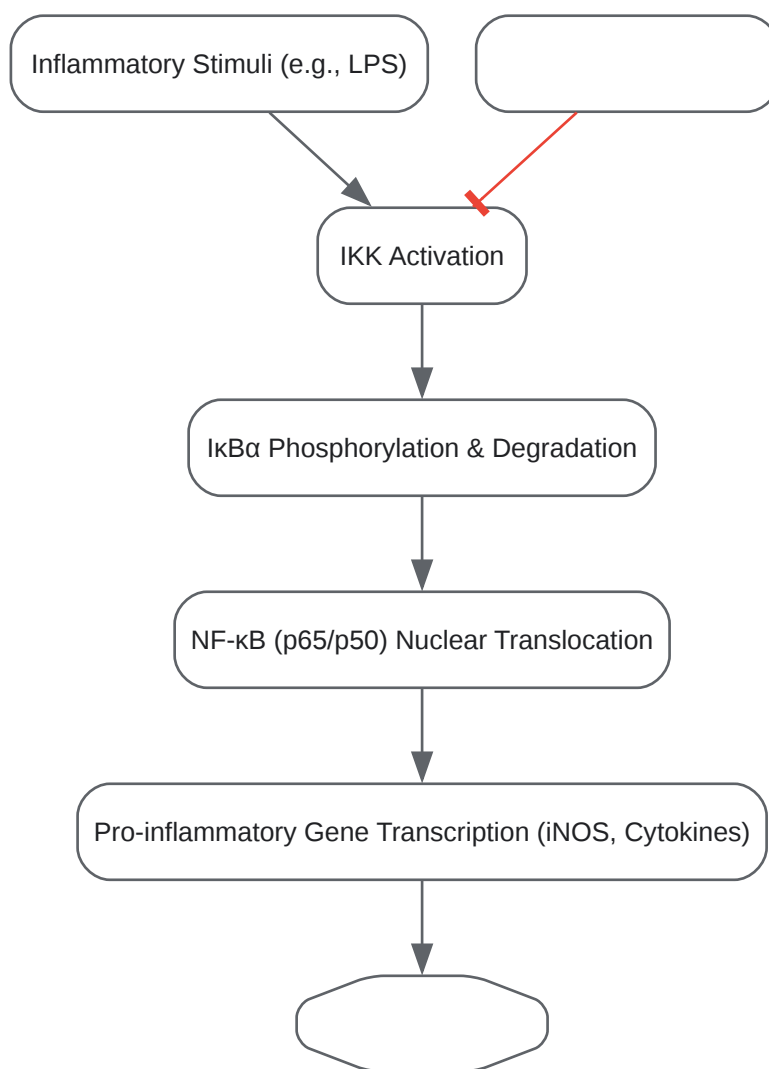 Inflammatory Stimuli (e.g., LPS)
IKK Activation
IκBα Phosphorylation & Degradation
NF-κB (p65/p50) Nuclear Translocation
Pro-inflammatory Gene Transcription (iNOS, Cytokines)